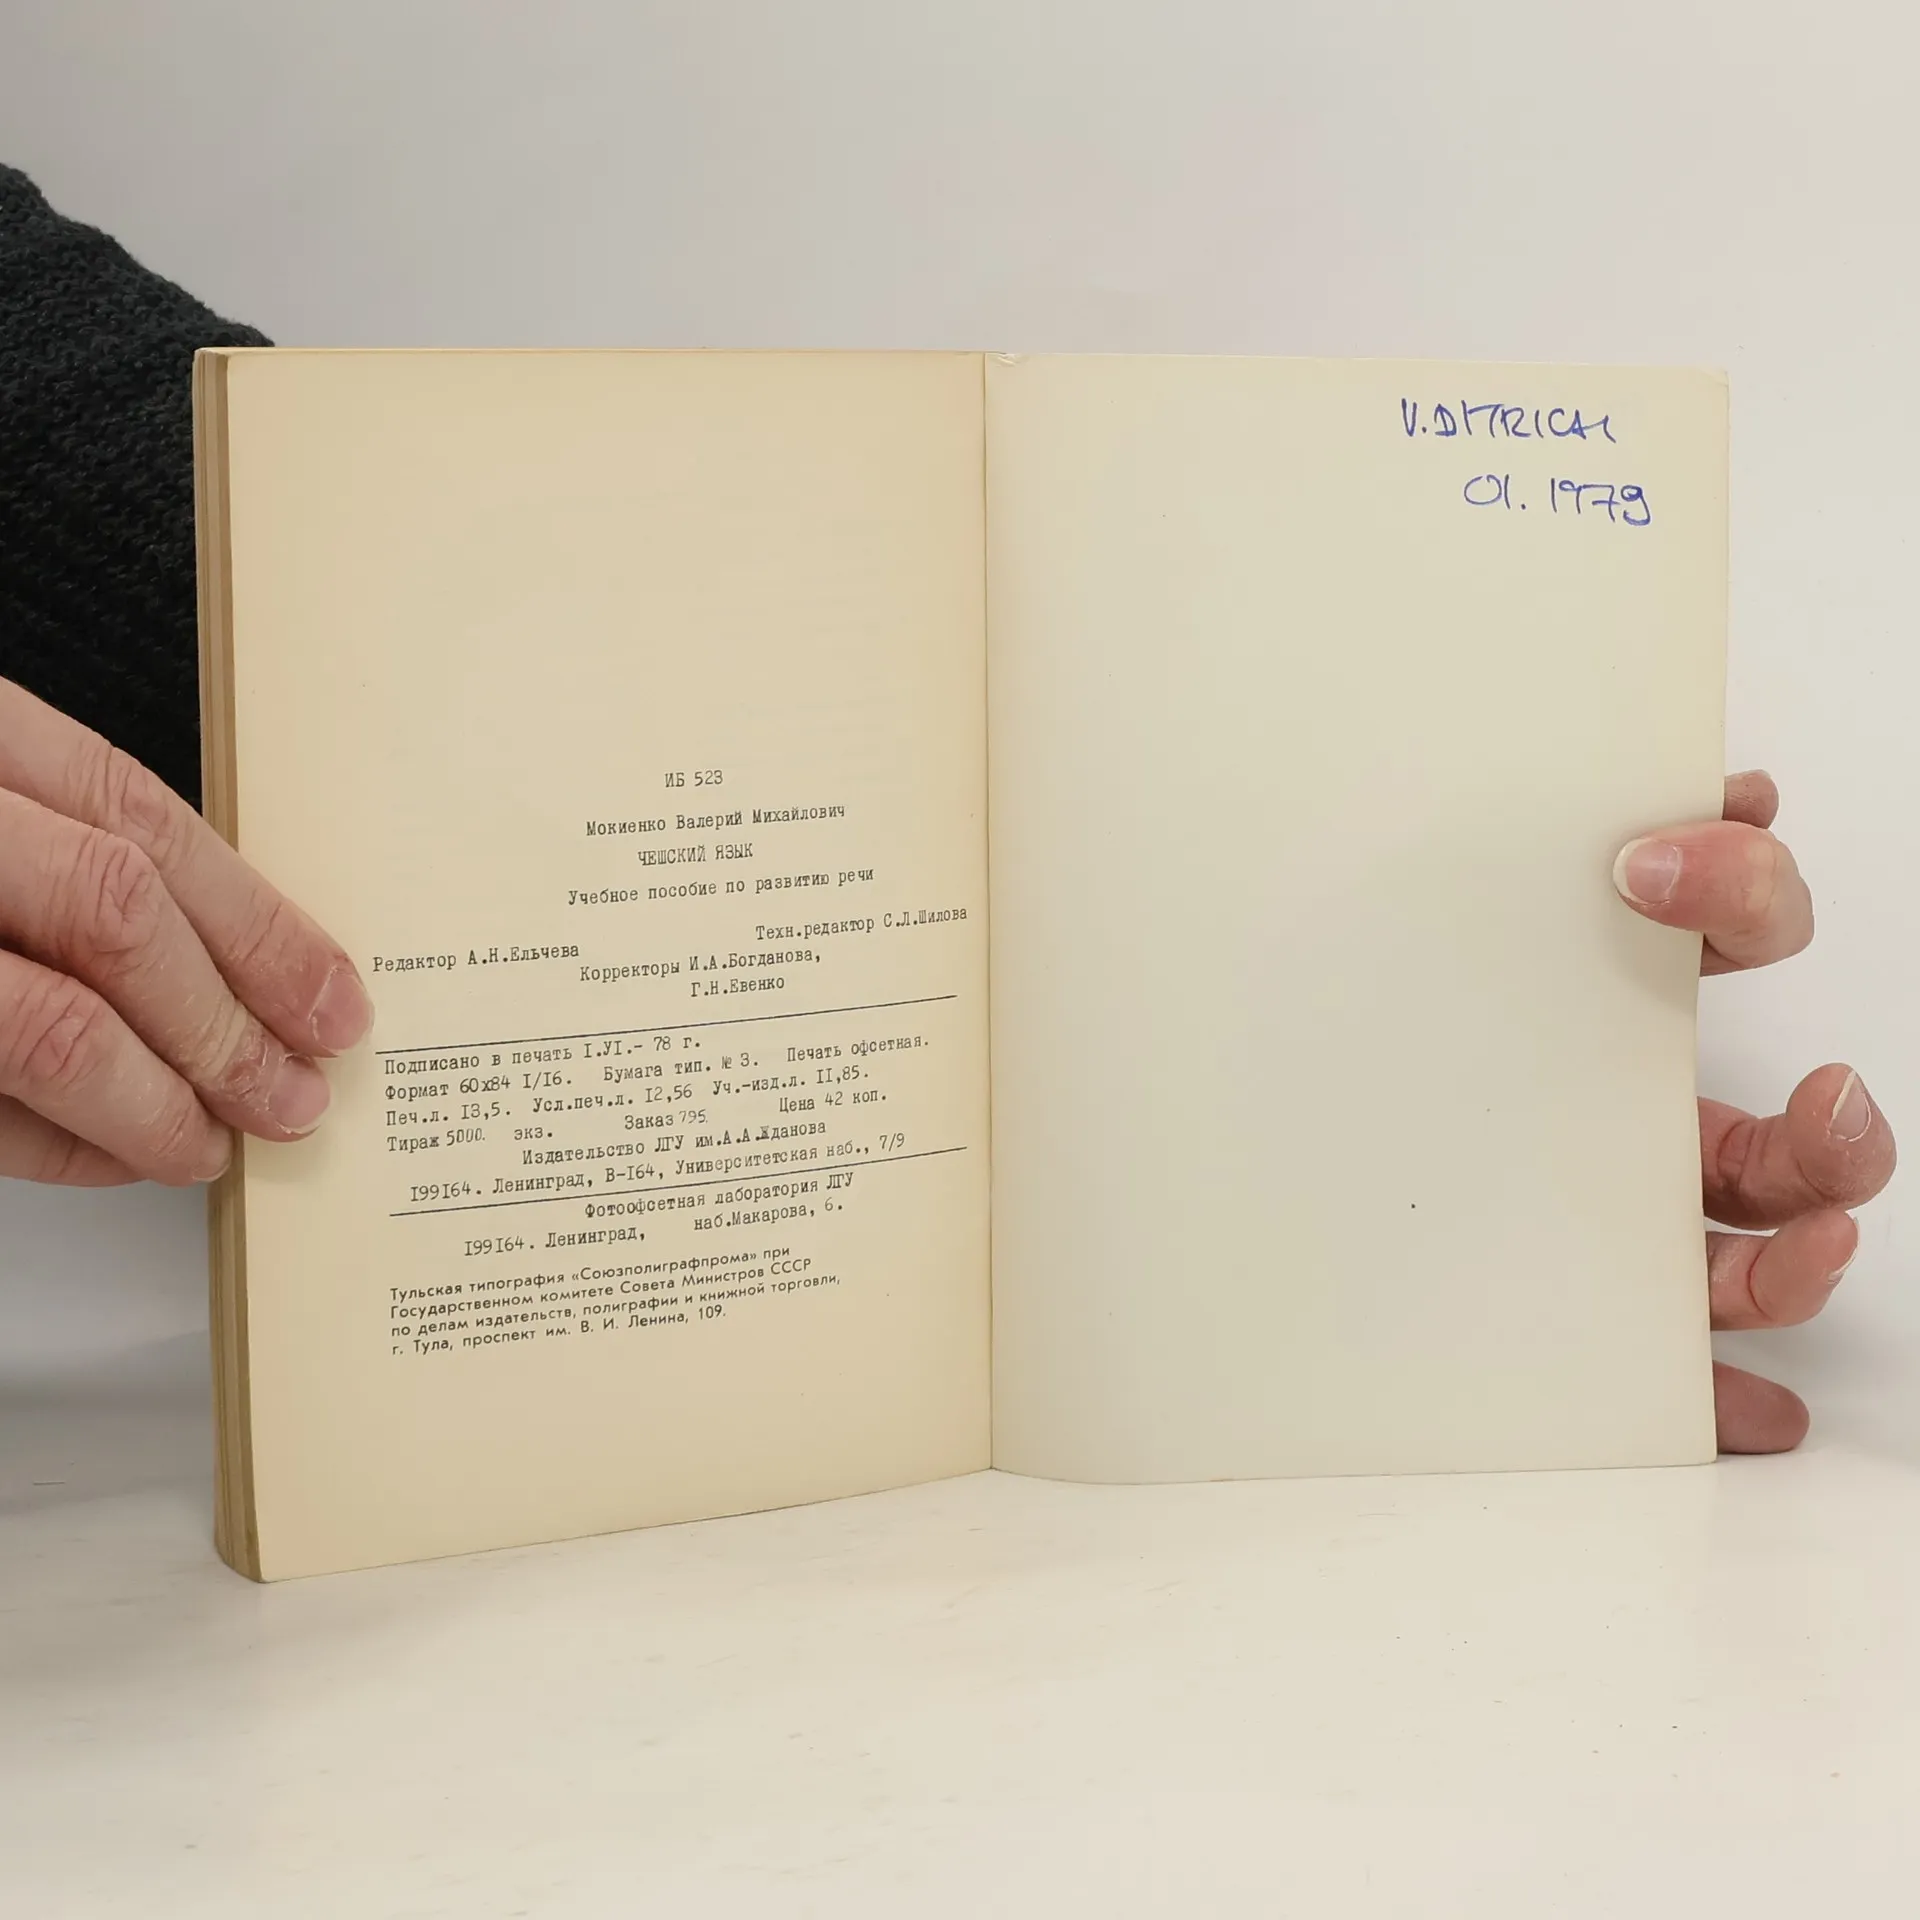 ИБ 523
Мокиенко Валерий Михайлович
ЧЕШСКИЙ ЯЗЫК
Учебное пособие по развитию речи
Редактор А.Н.Ельчева Техн.редактор С.Л.Шилова
Корректоры И.А.Богданова,
Г.Н.Евенко
Подписано в печать I.УI.- 78 г.
Формат 60х84 I/I6. Бумага тип. № 3. Печать офсетная.
Печ.л. I3,5. Усл.печ.л. I2,56 Уч.-изд.л. II,85.
Тираж 5000. экз. Заказ 795. Цена 42 коп.
Издательство ЛГУ им.А.А.Жданова
I99I64. Ленинград, В-I64, Университетская наб., 7/9
Фотоофсетная лаборатория ЛГУ
I99I64. Ленинград, наб.Макарова, 6.
Тульская типография «Союзполиграфпрома» при
Государственном комитете Совета Министров СССР
по делам издательств, полиграфии и книжной торговли,
г. Тула, проспект им. В. И. Ленина, 109.
V. DITRICH
01. 1979